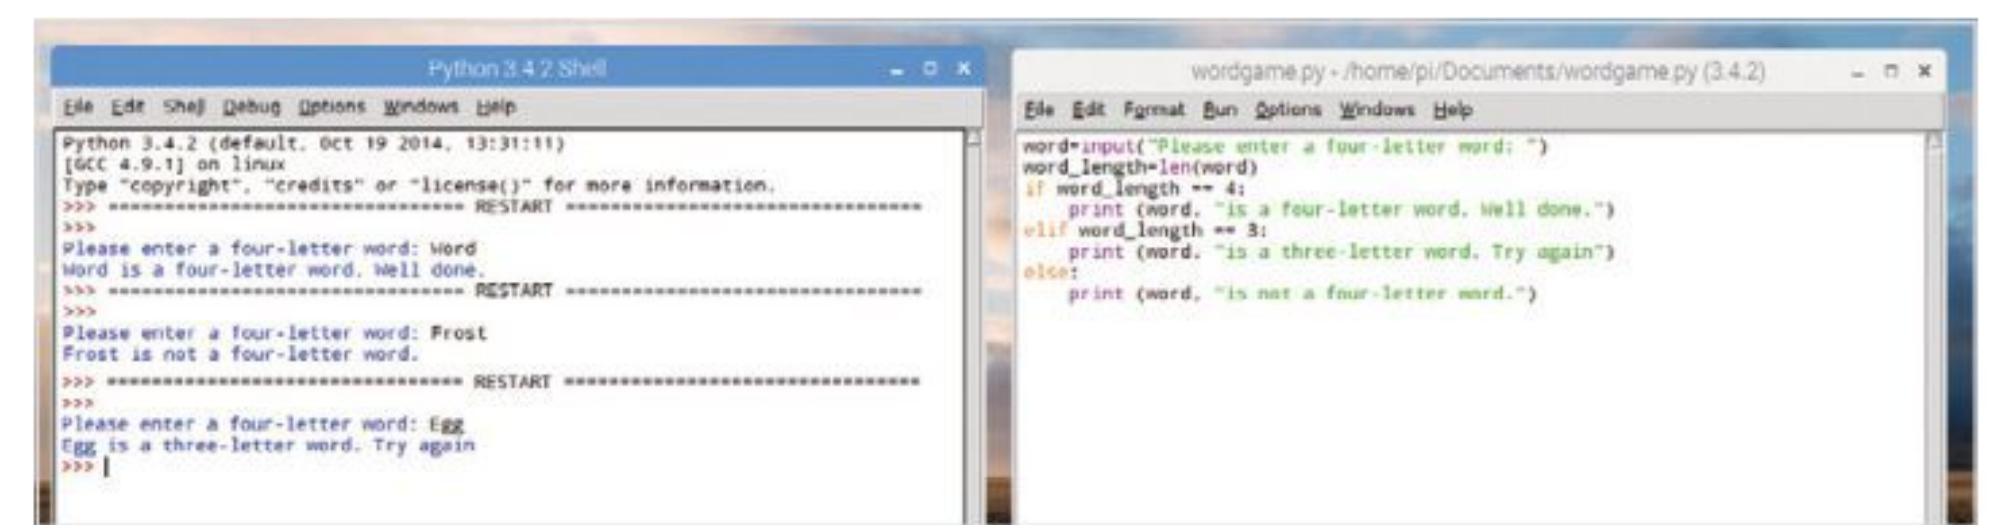 Python 3.4.2 Shell
File Edit Shell Debug Options Windows Help
Python 3.4.2 (default, Oct 19 2014, 13:31:11)
[GCC 4.9.1] on linux
Type "copyright", "credits" or "license()" for more information.
>>> ================================ RESTART ================================
>>>
Please enter a four-letter word: Word
Word is a four-letter word. Well done.
>>> ================================ RESTART ================================
>>>
Please enter a four-letter word: Frost
Frost is not a four-letter word.
>>> ================================ RESTART ================================
>>>
Please enter a four-letter word: Egg
Egg is a three-letter word. Try again
>>>
wordgame.py - /home/pi/Documents/wordgame.py (3.4.2)
File Edit Format Run Options Windows Help
word=input("Please enter a four-letter word: ")
word_length=len(word)
if word_length == 4:
    print (word, "is a four-letter word. Well done.")
elif word_length == 3:
    print (word, "is a three-letter word. Try again")
else:
    print (word, "is not a four-letter word.")